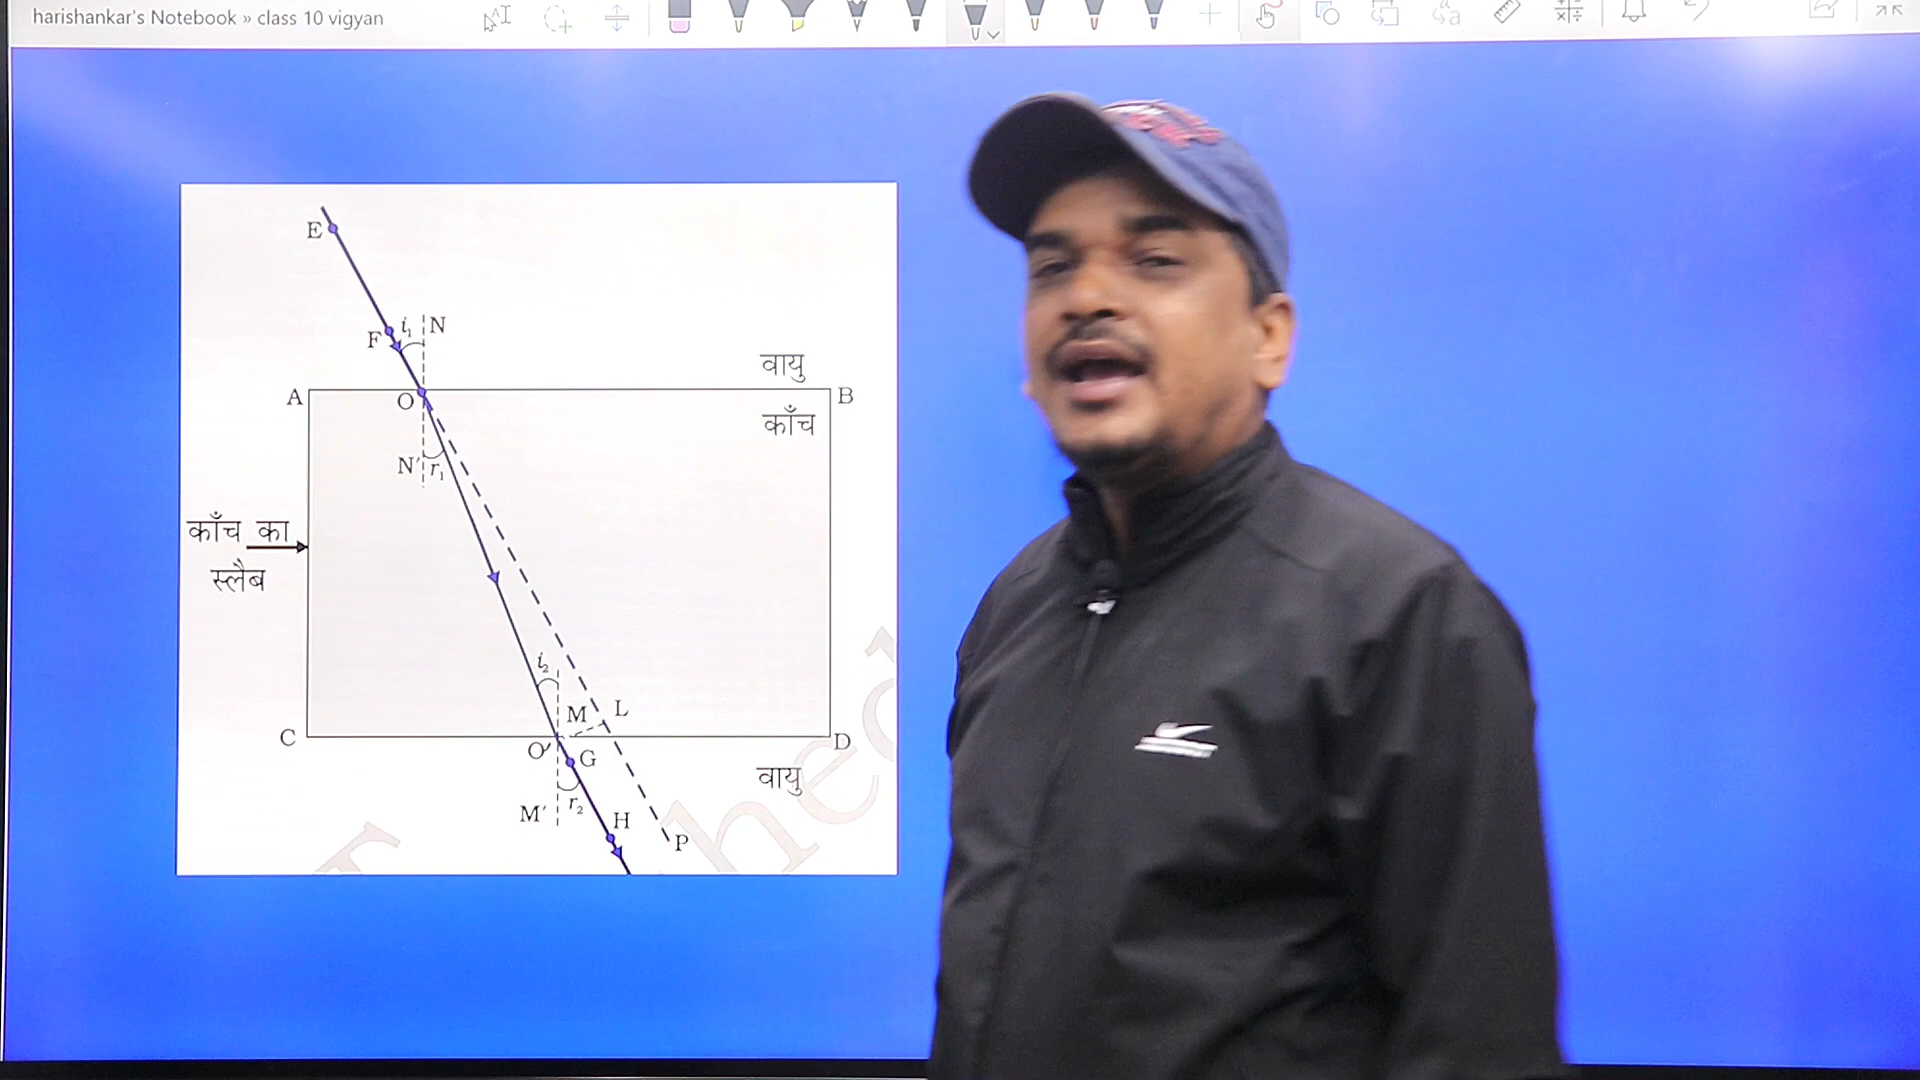 harishankar's Notebook » class 10 vigyan
E
F i₁ N
वायु
A O B
काँच
N′ r₁
काँच का
स्लैब
i₂
M L
C O′ D
G
वायु
M′ r₂ H
P